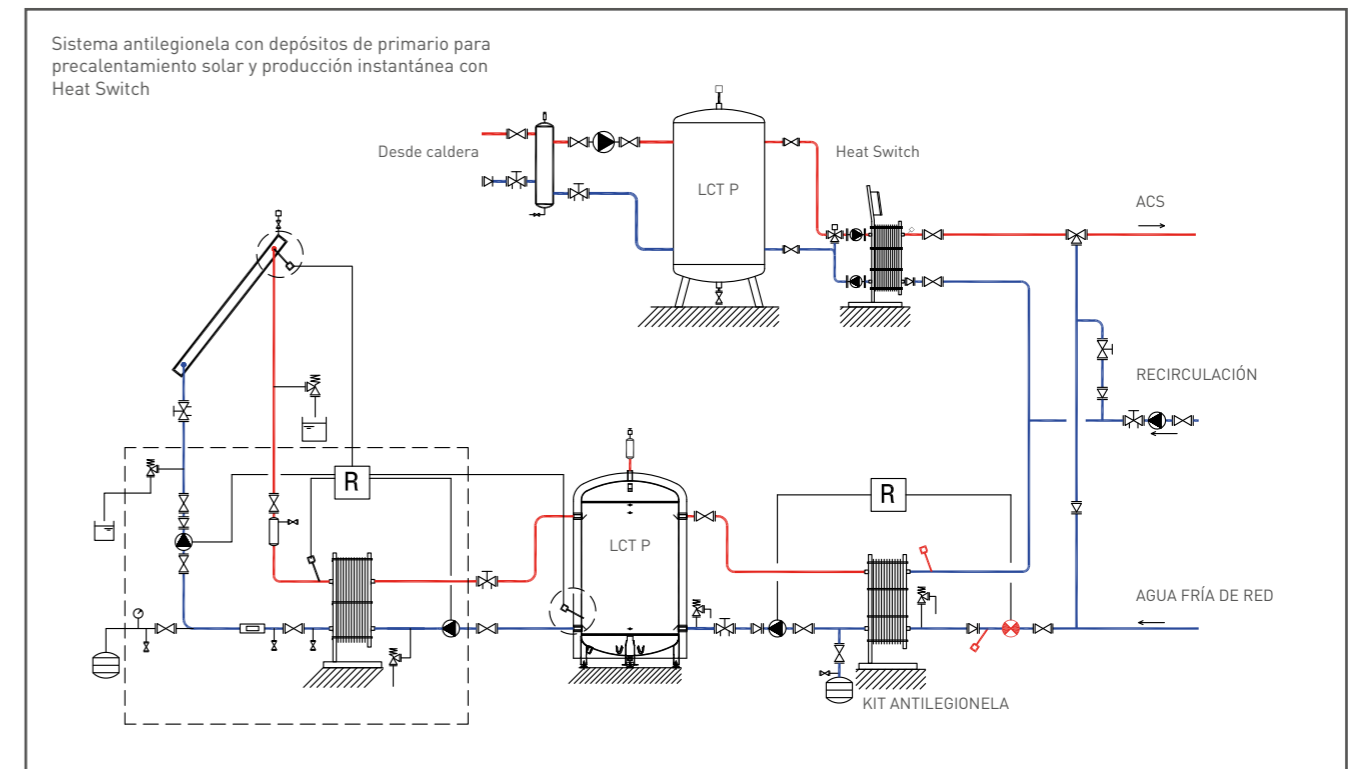 Sistema antilegionela con depósitos de primario para
precalentamiento solar y producción instantánea con
Heat Switch
Desde caldera
LCT P
Heat Switch
ACS
RECIRCULACIÓN
R
LCT P
R
AGUA FRÍA DE RED
KIT ANTILEGIONELA